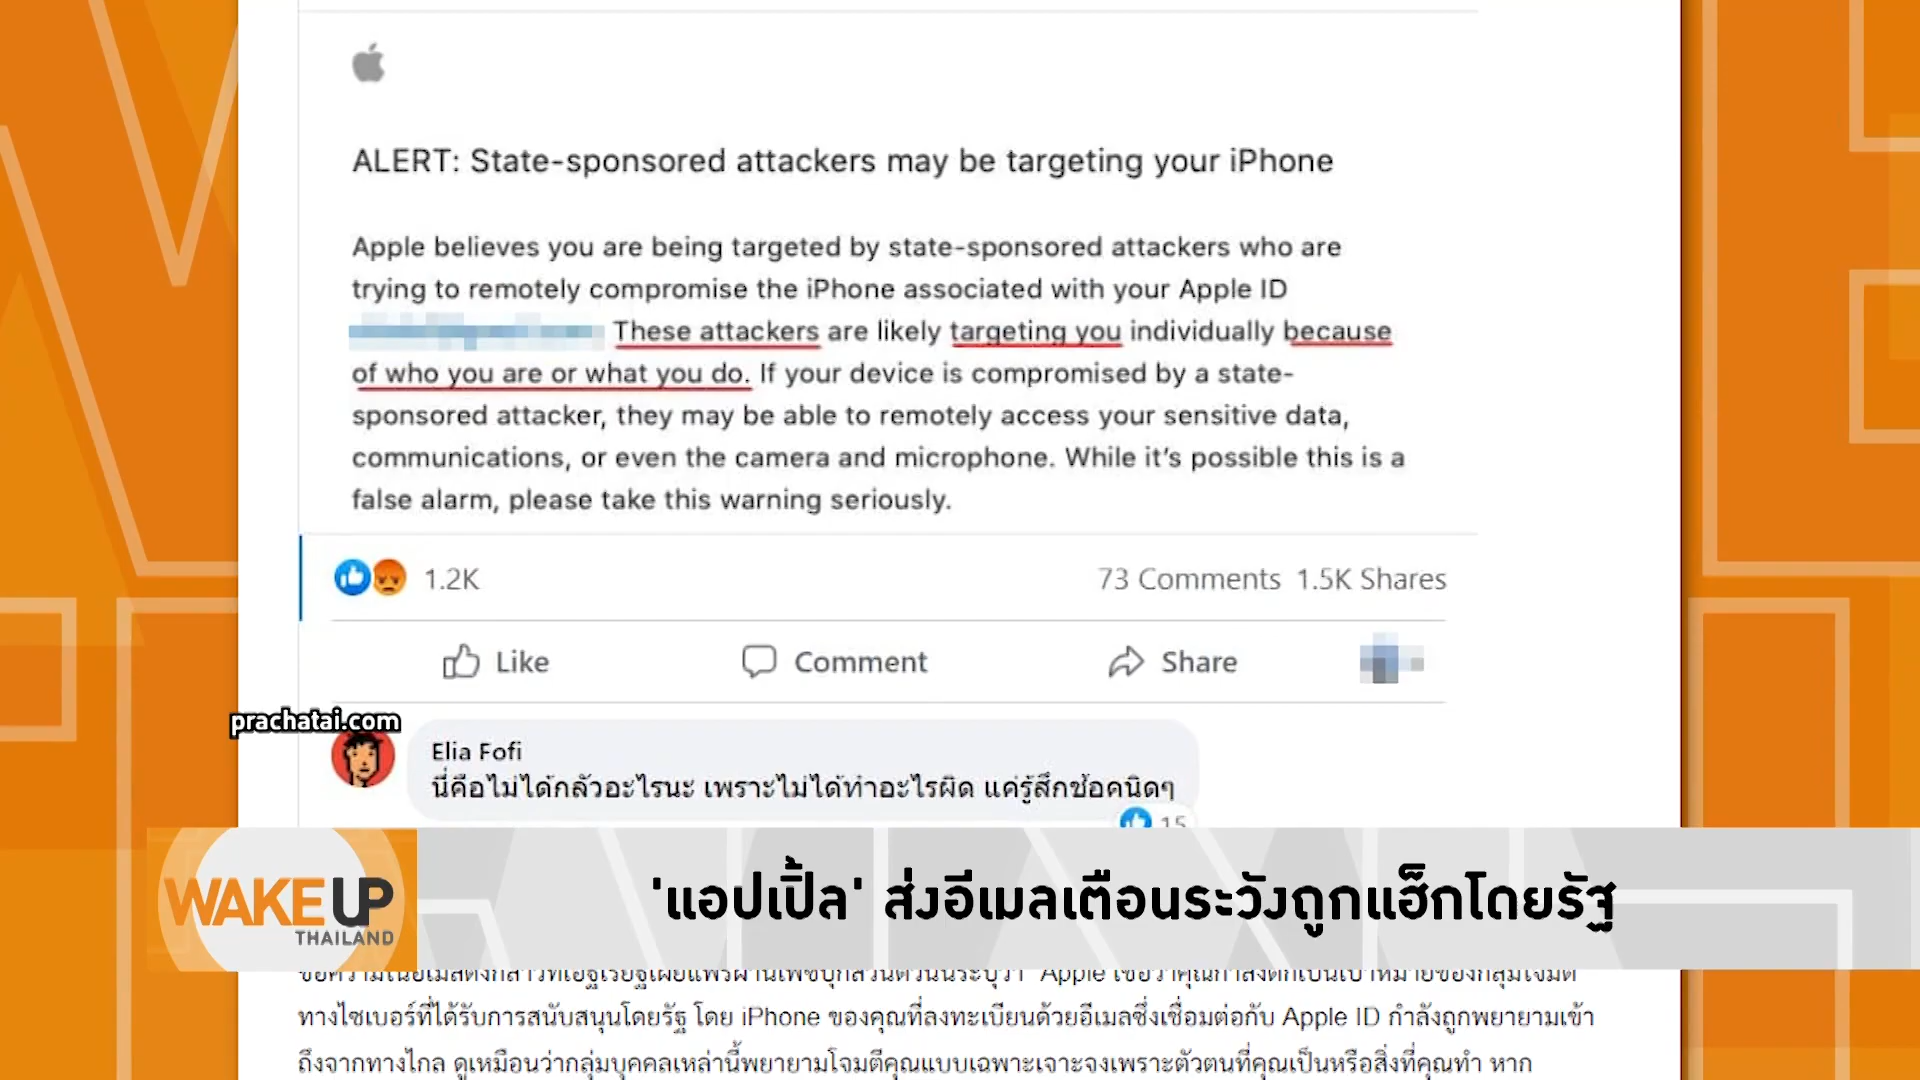 ALERT: State-sponsored attackers may be targeting your iPhone
Apple believes you are being targeted by state-sponsored attackers who are
trying to remotely compromise the iPhone associated with your Apple ID
These attackers are likely targeting you individually because
of who you are or what you do. If your device is compromised by a state-
sponsored attacker, they may be able to remotely access your sensitive data,
communications, or even the camera and microphone. While it's possible this is a
false alarm, please take this warning seriously.
1.2K
73 Comments 1.5K Shares
Like Comment Share
prachatai.com
Elia Fofi
นี่คือไม่ได้กลัวอะไรนะ เพราะไม่ได้ทำอะไรผิด แค่รู้สึกช้อคนิดๆ
15
WAKE UP
THAILAND
'แอปเปิ้ล' ส่งอีเมลเตือนระวังถูกแฮ็กโดยรัฐ
ทางไซเบอร์ที่ได้รับการสนับสนุนโดยรัฐ โดย iPhone ของคุณที่ลงทะเบียนด้วยอีเมลซึ่งเชื่อมต่อกับ Apple ID กำลังถูกพยายามเข้า
ถึงจากทางไกล ดูเหมือนว่ากลุ่มบุคคลเหล่านี้พยายามโจมตีคุณแบบเฉพาะเจาะจงเพราะตัวตนที่คุณเป็นหรือสิ่งที่คุณทำ หาก